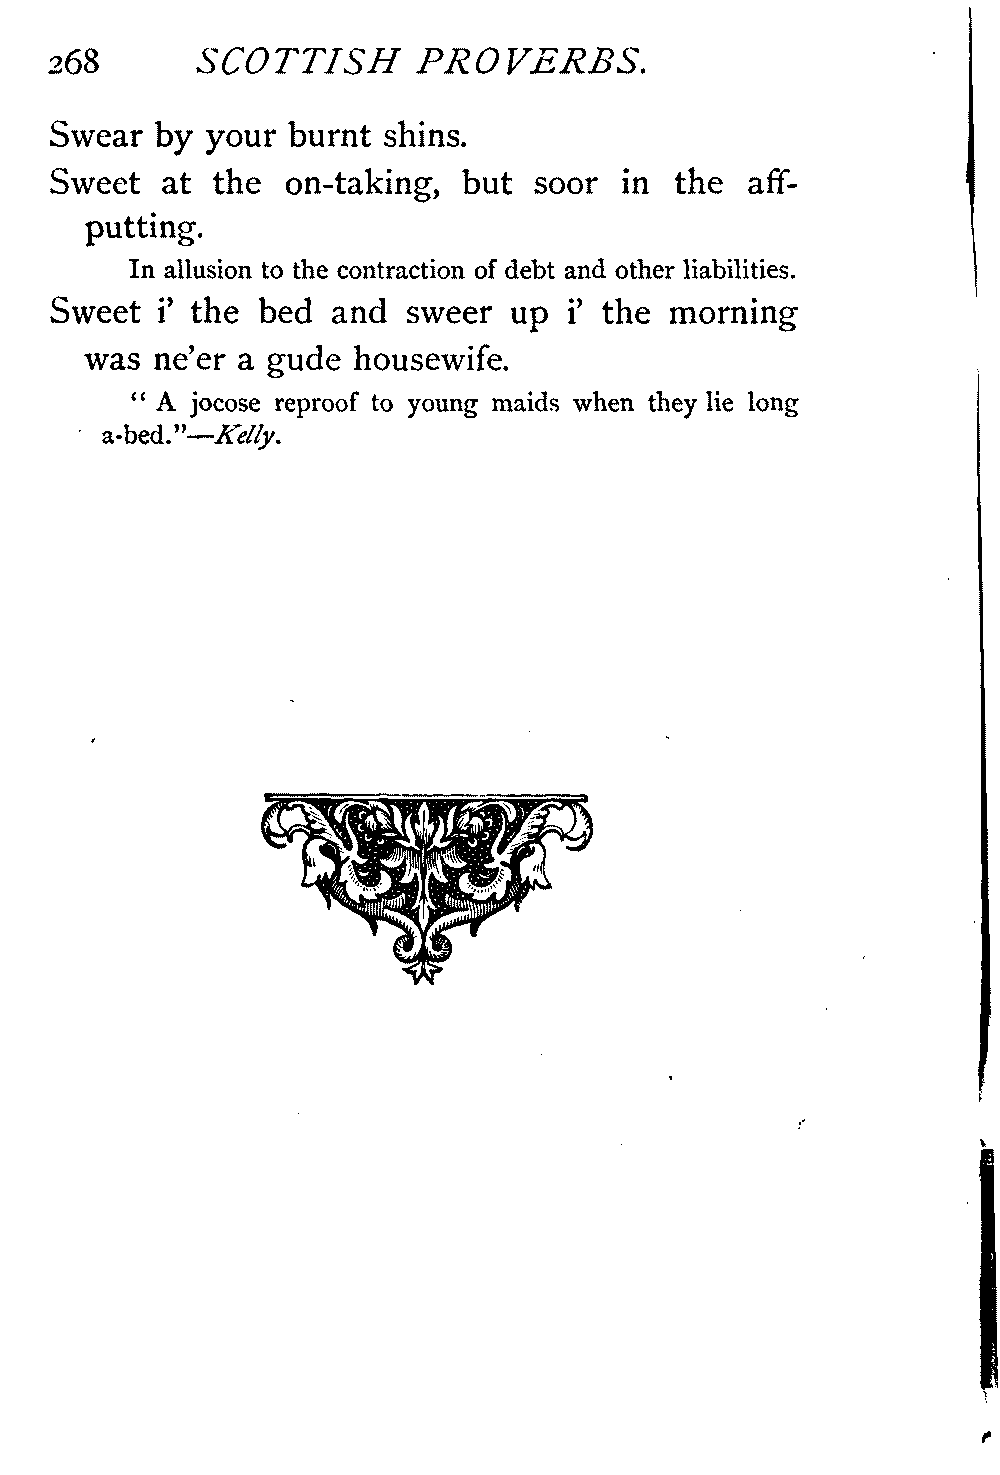 268 SCOTTISH PROVERBS.
Swear by your burnt shins.
Sweet at the on-taking, but soor in the aff-
putting.
In allusion to the contraction of debt and other liabilities.
Sweet i’ the bed and sweer up i’ the morning
was ne’er a gude housewife.
“ A jocose reproof to young maids when they lie long
a-bed.”—Kelly.